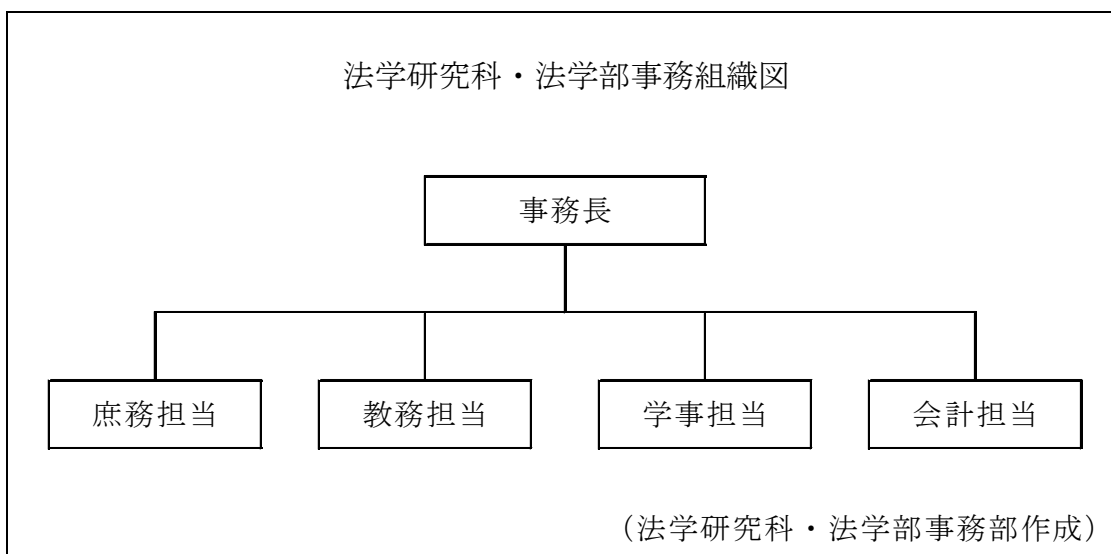 法学研究科・法学部事務組織図
事務長
庶務担当
教務担当
学事担当
会計担当
（法学研究科・法学部事務部作成）